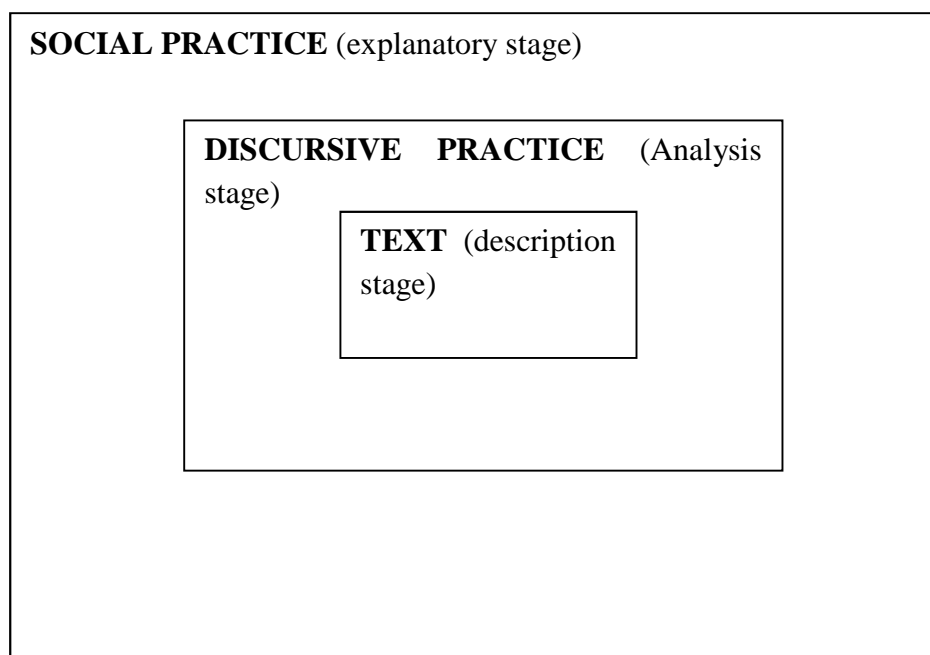 SOCIAL PRACTICE (explanatory stage)
DISCURSIVE PRACTICE (Analysis
stage)
TEXT (description
stage)